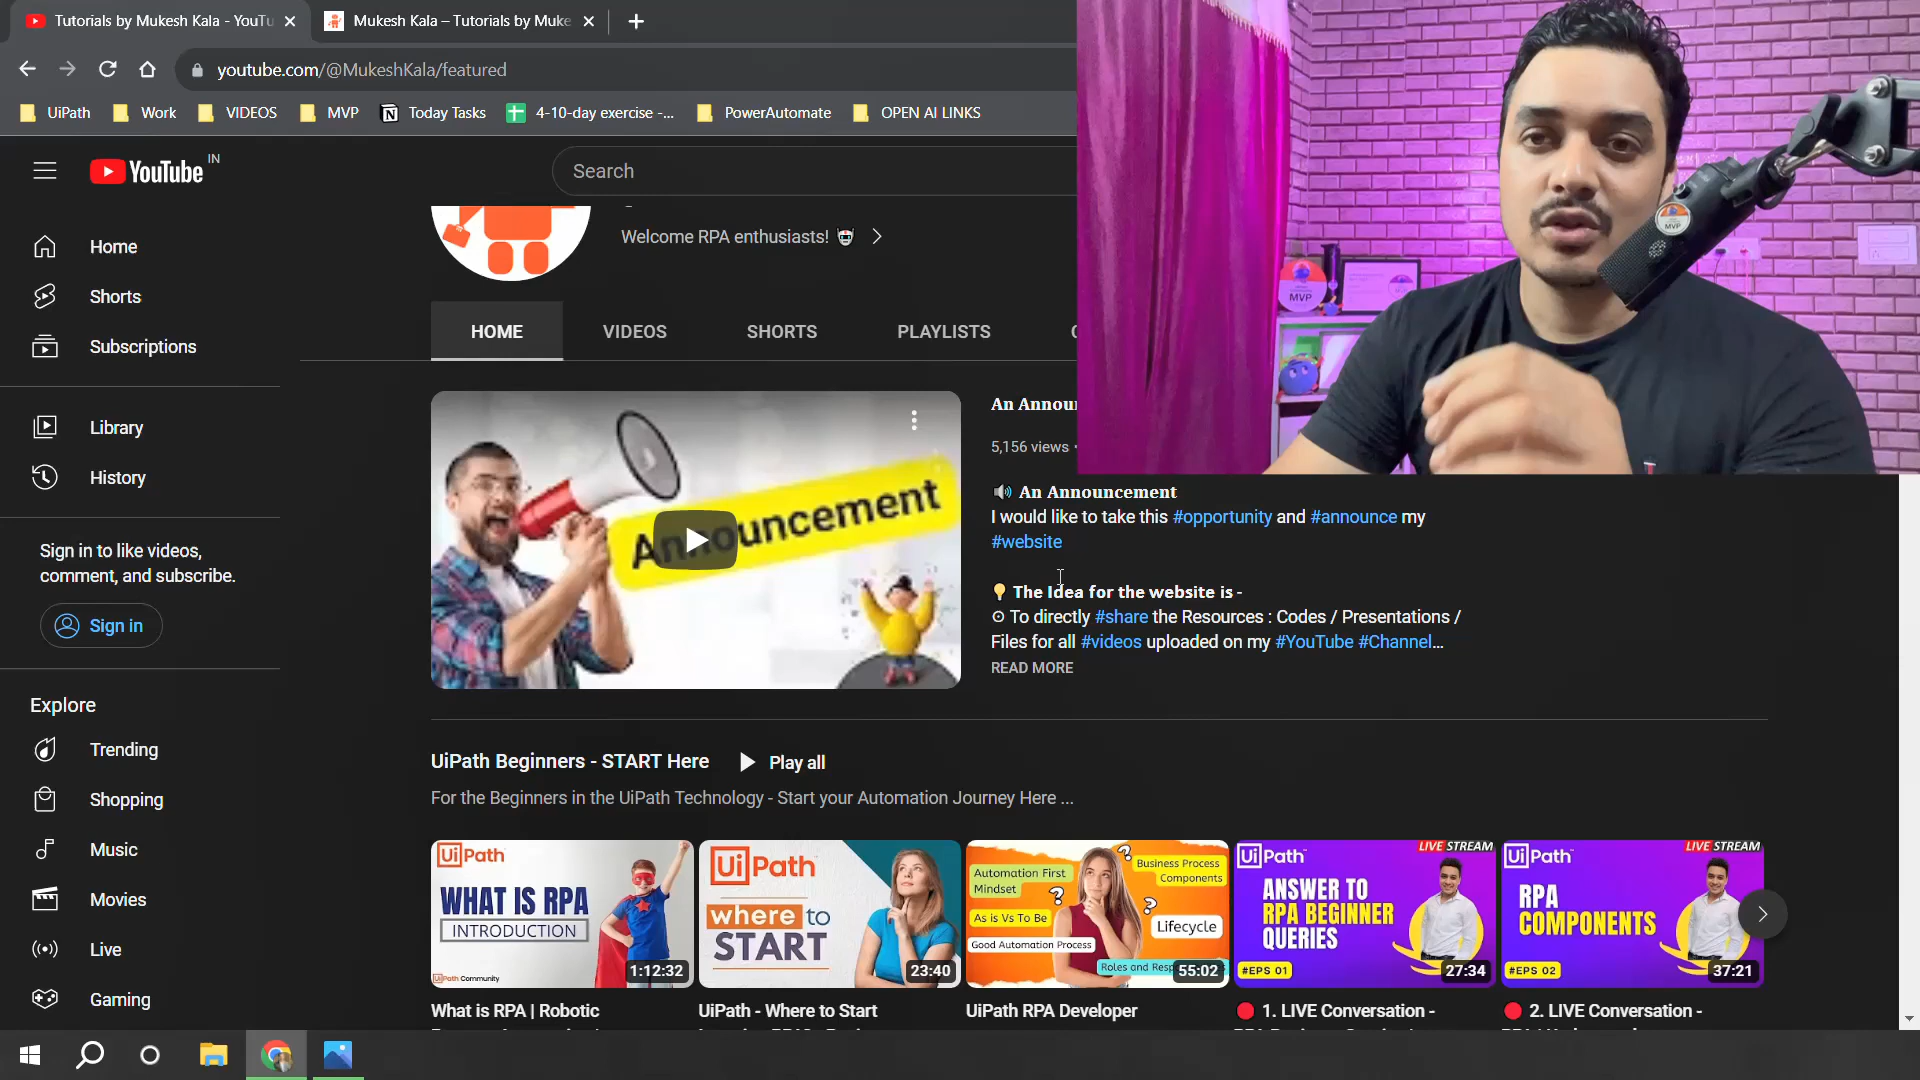 Tutorials by Mukesh Kala - YouTu
Mukesh Kala – Tutorials by Muke
youtube.com/@MukeshKala/featured
UiPath
Work
VIDEOS
MVP
Today Tasks
4-10-day exercise -...
PowerAutomate
OPEN AI LINKS
YouTube IN
Search
Home
Shorts
Subscriptions
Library
History
Sign in to like videos,
comment, and subscribe.
Sign in
Explore
Trending
Shopping
Music
Movies
Live
Gaming
Welcome RPA enthusiasts!
HOME
VIDEOS
SHORTS
PLAYLISTS
Announcement
An Annou
5,156 views •
An Announcement
I would like to take this #opportunity and #announce my
#website
The Idea for the website is -
⊙ To directly #share the Resources : Codes / Presentations /
Files for all #videos uploaded on my #YouTube #Channel...
READ MORE
MVP
MVP
UiPath Beginners - START Here
Play all
For the Beginners in the UiPath Technology - Start your Automation Journey Here ...
UiPath
WHAT IS RPA
INTRODUCTION
UiPath Community
1:12:32
What is RPA | Robotic
UiPath
where to
START
23:40
UiPath - Where to Start
Automation First
Mindset
As is Vs To Be
Good Automation Process
Business Process
Components
Lifecycle
Roles and Resp
55:02
UiPath RPA Developer
UiPath
LIVE STREAM
ANSWER TO
RPA BEGINNER
QUERIES
#EPS 01
27:34
1. LIVE Conversation -
UiPath
LIVE STREAM
RPA
COMPONENTS
#EPS 02
37:21
2. LIVE Conversation -